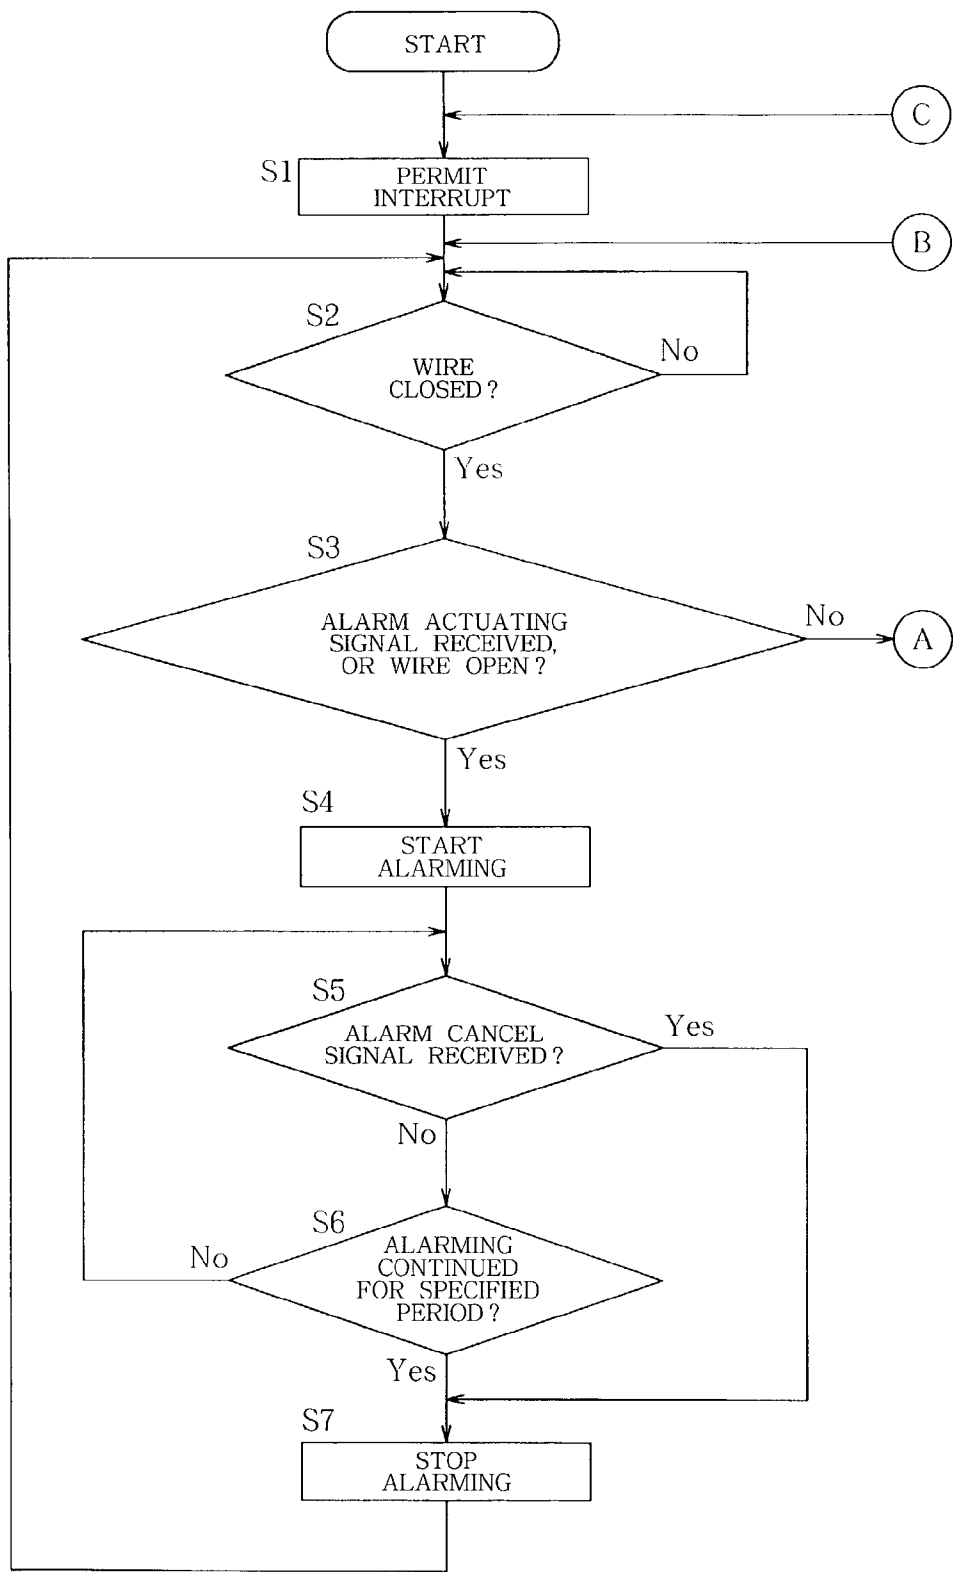 START
C
S1
PERMIT
INTERRUPT
B
S2
WIRE
CLOSED?
No
Yes
S3
ALARM ACTUATING
SIGNAL RECEIVED,
OR WIRE OPEN?
No
A
Yes
S4
START
ALARMING
S5
ALARM CANCEL
SIGNAL RECEIVED?
Yes
No
S6
ALARMING
CONTINUED
FOR SPECIFIED
PERIOD?
No
Yes
S7
STOP
ALARMING